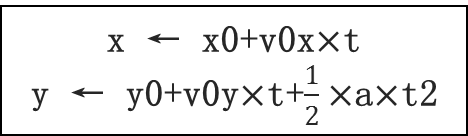 x ← x0+v0x×t
y ← y0+v0y×t+½×a×t2